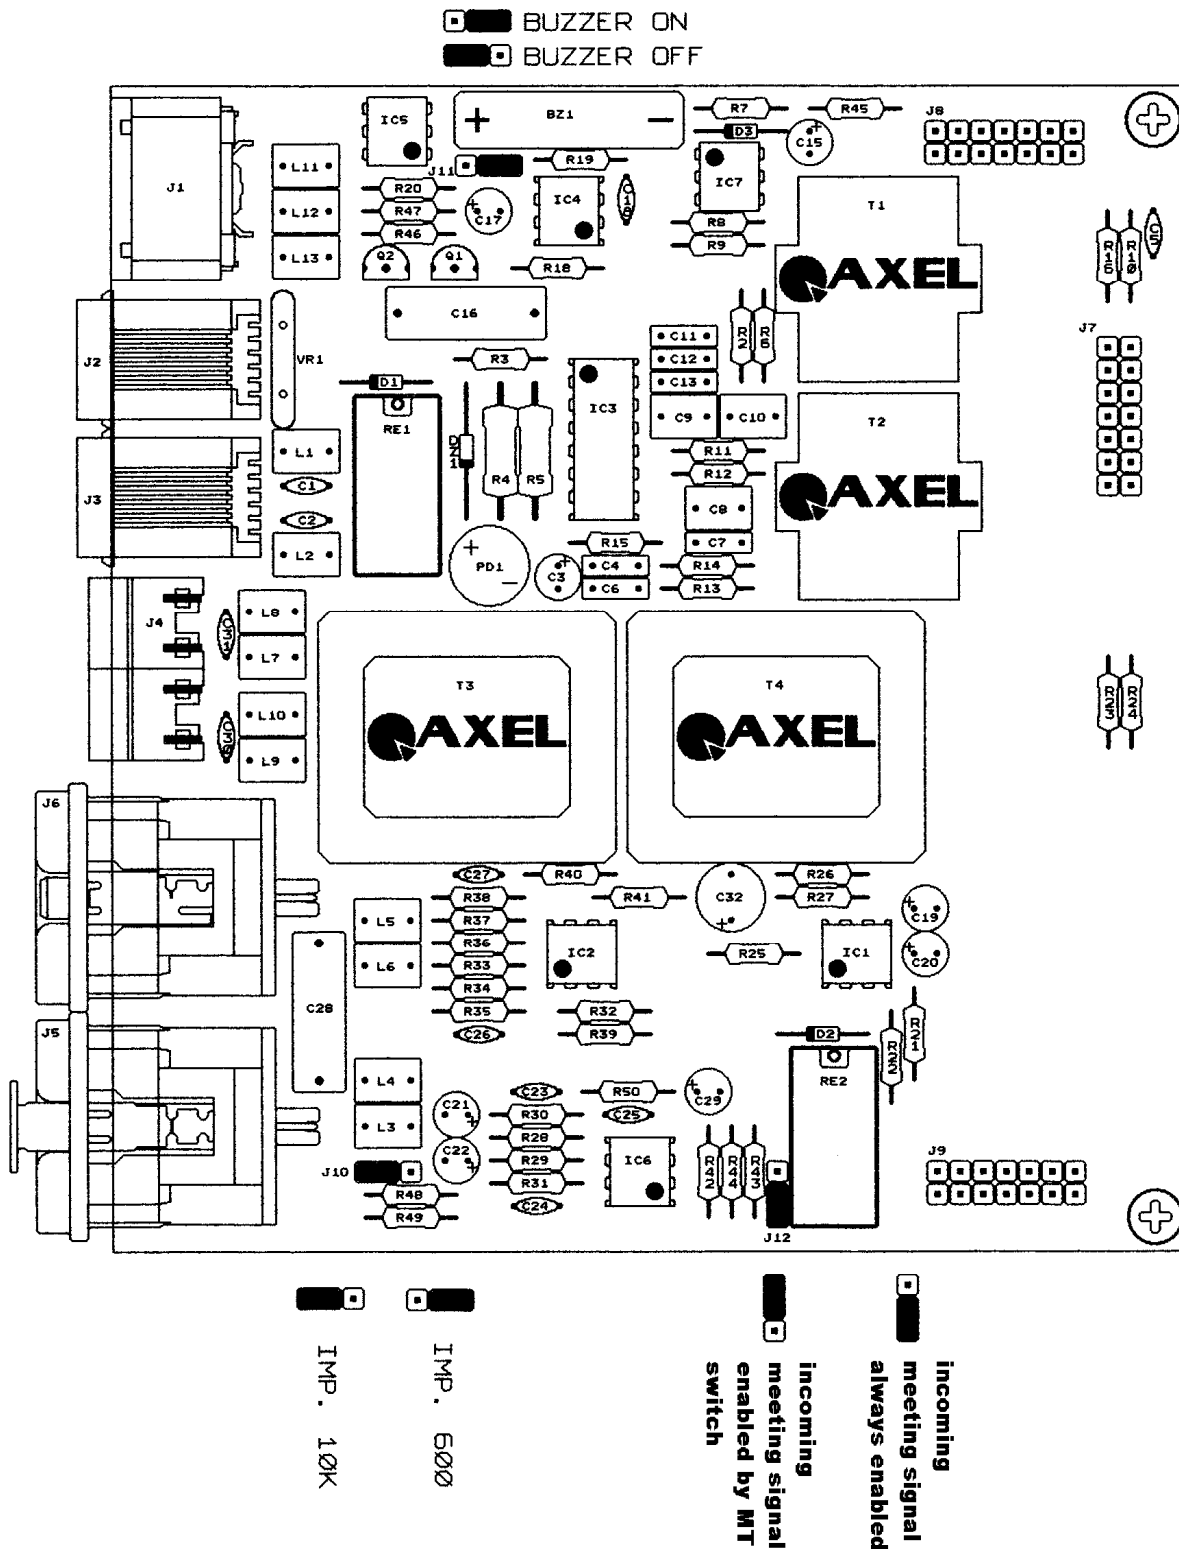 BUZZER ON
BUZZER OFF
IC5
+ BZ1 −
R7
R45
J8
D3
C15
J1
L11
J11
R19
IC7
R20
L12
R47
C17
IC4
C18
T1
R8
R46
R9
L13
Q2
Q1
R18
AXEL
R16
R10
C5
C16
R2
R6
J7
J2
VR1
R3
C11
C12
D1
C13
RE1
IC3
C9
C10
T2
L1
DZ1
R11
R12
R4
R5
AXEL
J3
C1
C8
C2
R15
C7
L2
PD1
C3
C4
R14
C6
R13
J4
L8
C31
L7
T3
T4
R23
R24
L10
AXEL
AXEL
C30
L9
J6
C27
R40
R26
R38
R41
C32
R27
L5
R37
C19
R36
IC2
R25
IC1
L6
R33
C20
R34
C28
R35
R32
R21
J5
C26
R39
D2
R22
RE2
L4
C23
R50
C29
C21
R30
C25
L3
R28
C22
R29
IC6
R42
R44
R43
J9
J10
R31
R48
C24
R49
J12
IMP. 10K
IMP. 600
incoming
meeting signal
enabled by MT
switch
incoming
meeting signal
always enabled